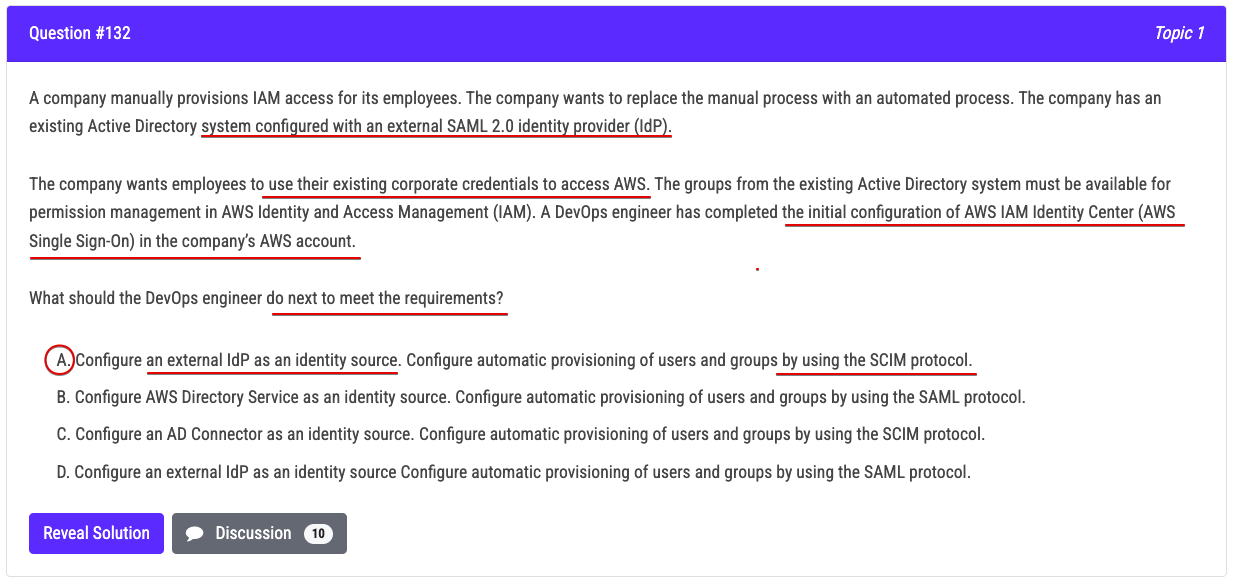 Question #132
Topic 1
A company manually provisions IAM access for its employees. The company wants to replace the manual process with an automated process. The company has an
existing Active Directory system configured with an external SAML 2.0 identity provider (IdP).
The company wants employees to use their existing corporate credentials to access AWS. The groups from the existing Active Directory system must be available for
permission management in AWS Identity and Access Management (IAM). A DevOps engineer has completed the initial configuration of AWS IAM Identity Center (AWS
Single Sign-On) in the company's AWS account.
What should the DevOps engineer do next to meet the requirements?
A. Configure an external IdP as an identity source. Configure automatic provisioning of users and groups by using the SCIM protocol.
B. Configure AWS Directory Service as an identity source. Configure automatic provisioning of users and groups by using the SAML protocol.
C. Configure an AD Connector as an identity source. Configure automatic provisioning of users and groups by using the SCIM protocol.
D. Configure an external IdP as an identity source Configure automatic provisioning of users and groups by using the SAML protocol.
Reveal Solution
Discussion 10